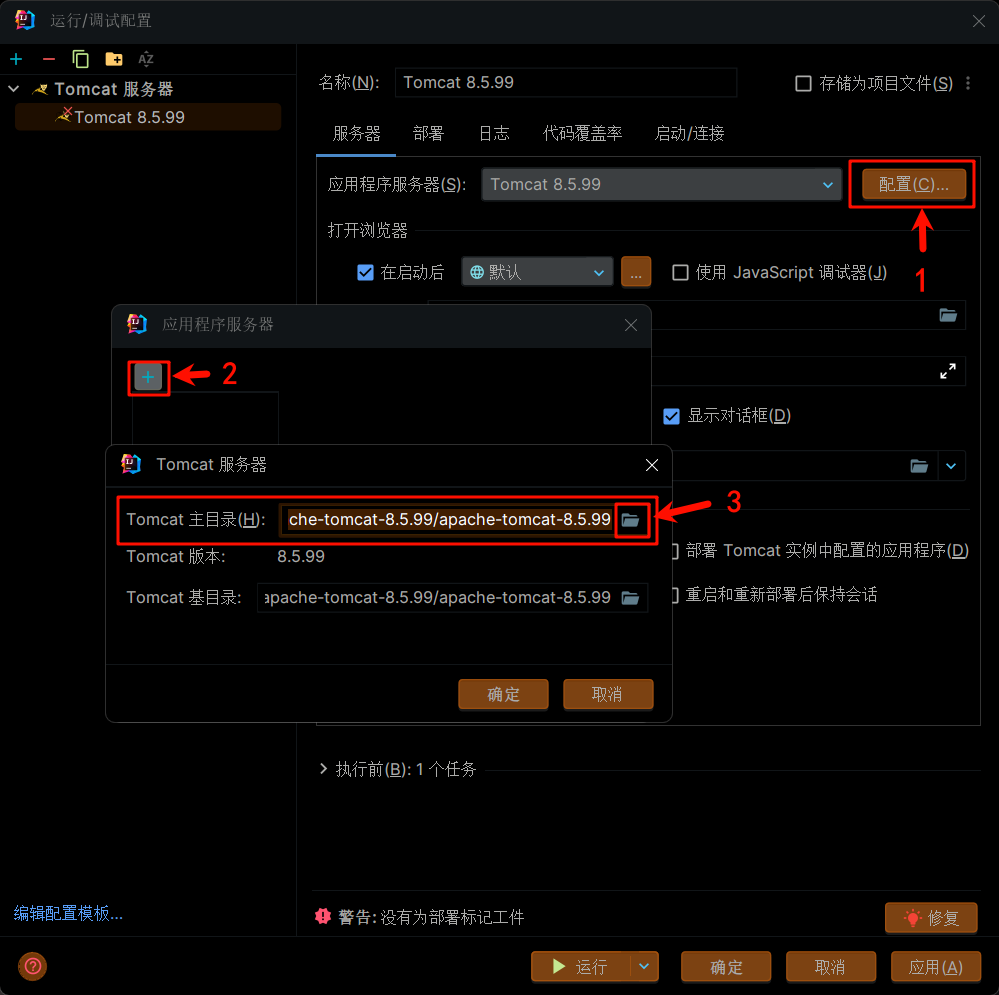 运行/调试配置
Tomcat 服务器
Tomcat 8.5.99
编辑配置模板...
名称(N):
Tomcat 8.5.99
存储为项目文件(S)
服务器 部署 日志 代码覆盖率 启动/连接
应用程序服务器(S):
Tomcat 8.5.99
配置(C)...
1
打开浏览器
在启动后
默认
...
使用 JavaScript 调试器(J)
显示对话框(D)
部署 Tomcat 实例中配置的应用程序(D)
重启和重新部署后保持会话
应用程序服务器
2
Tomcat 服务器
Tomcat 主目录(H):
che-tomcat-8.5.99/apache-tomcat-8.5.99
3
Tomcat 版本:
8.5.99
Tomcat 基目录:
apache-tomcat-8.5.99/apache-tomcat-8.5.99
确定
取消
执行前(B): 1 个任务
警告: 没有为部署标记工件
修复
运行
确定
取消
应用(A)